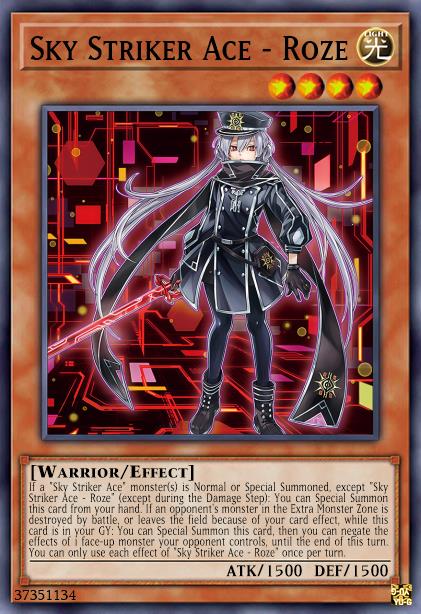 Sky Striker Ace - Roze
LIGHT
光
[Warrior/Effect]
If a "Sky Striker Ace" monster(s) is Normal or Special Summoned, except "Sky
Striker Ace - Roze" (except during the Damage Step): You can Special Summon
this card from your hand. If an opponent's monster in the Extra Monster Zone is
destroyed by battle, or leaves the field because of your card effect, while this
card is in your GY: You can Special Summon this card, then you can negate the
effects of 1 face-up monster your opponent controls, until the end of this turn.
You can only use each effect of "Sky Striker Ace - Roze" once per turn.
ATK/1500 DEF/1500
37351134